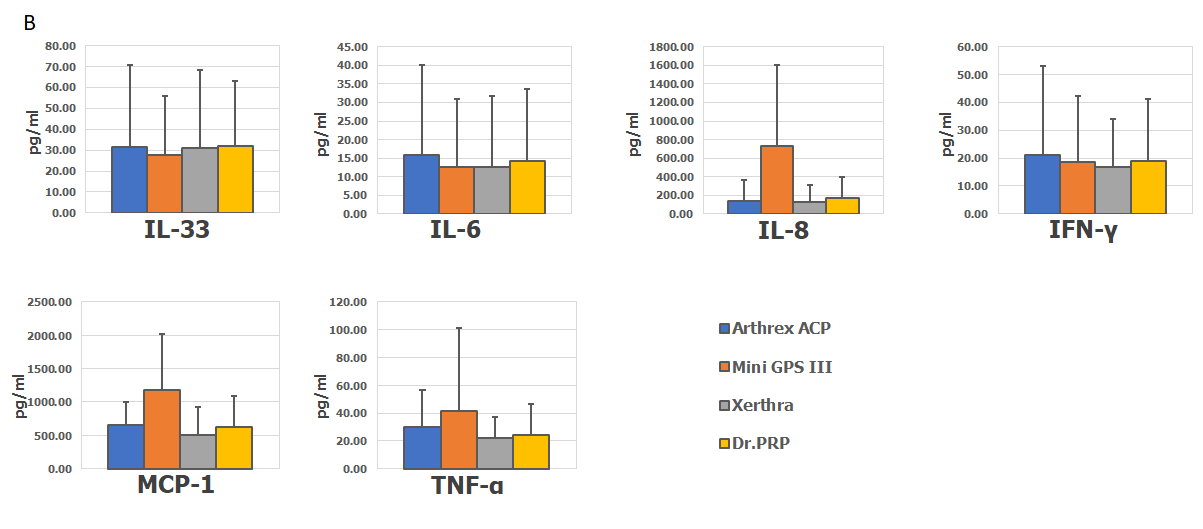 B
80.00
70.00
60.00
50.00
40.00
30.00
20.00
10.00
0.00
pg/ml
IL-33
45.00
40.00
35.00
30.00
25.00
20.00
15.00
10.00
5.00
0.00
pg/ml
IL-6
1800.00
1600.00
1400.00
1200.00
1000.00
800.00
600.00
400.00
200.00
0.00
pg/ml
IL-8
60.00
50.00
40.00
30.00
20.00
10.00
0.00
pg/ml
IFN-γ
2500.00
2000.00
1500.00
1000.00
500.00
0.00
pg/ml
MCP-1
120.00
100.00
80.00
60.00
40.00
20.00
0.00
pg/ml
TNF-α
Arthrex ACP
Mini GPS III
Xerthra
Dr.PRP